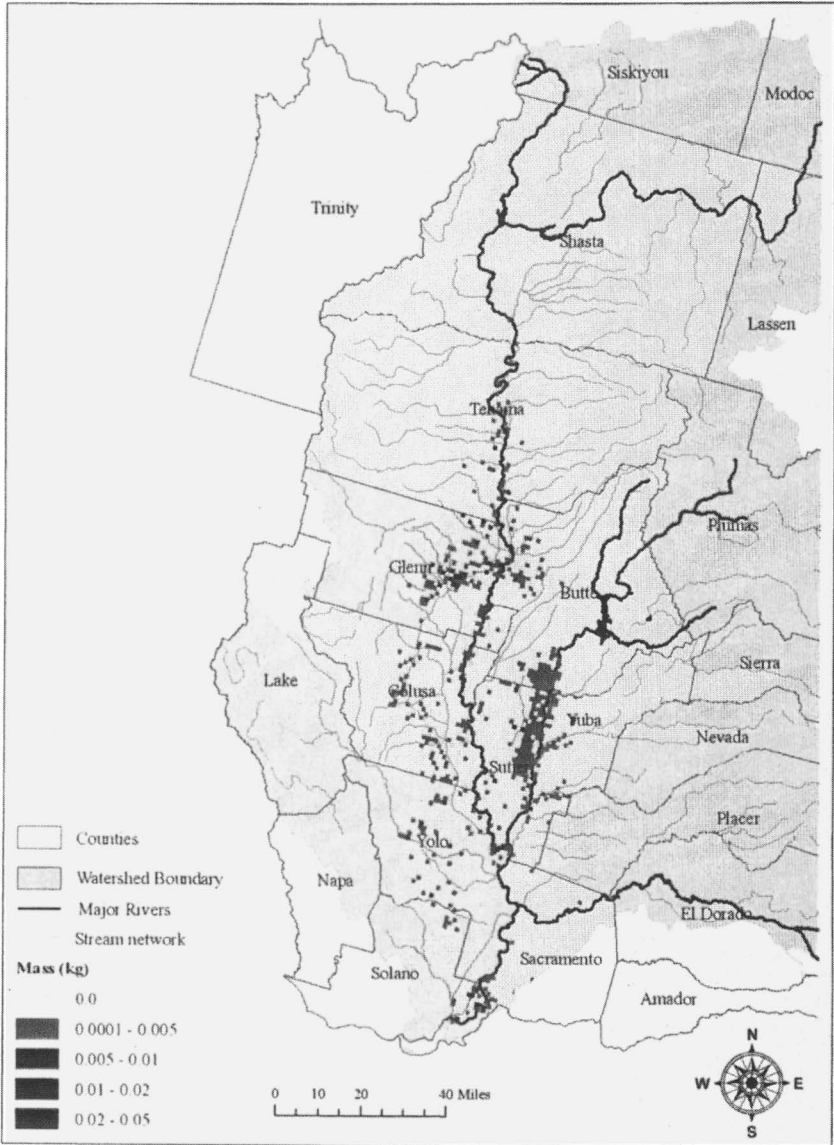 Siskiyou
Modoc
Trinity
Shasta
Lassen
Tehama
Plumas
Glenn
Butte
Lake
Colusa
Sierra
Yuba
Nevada
Sutter
Placer
Yolo
Napa
El Dorado
Sacramento
Solano
Amador
Counties
Watershed Boundary
Major Rivers
Stream network
Mass (kg)
0 0
0 0001 - 0 005
0 005 - 0 01
0 01 - 0 02
0 02 - 0 05
0 10 20 40 Miles
N
W E
S